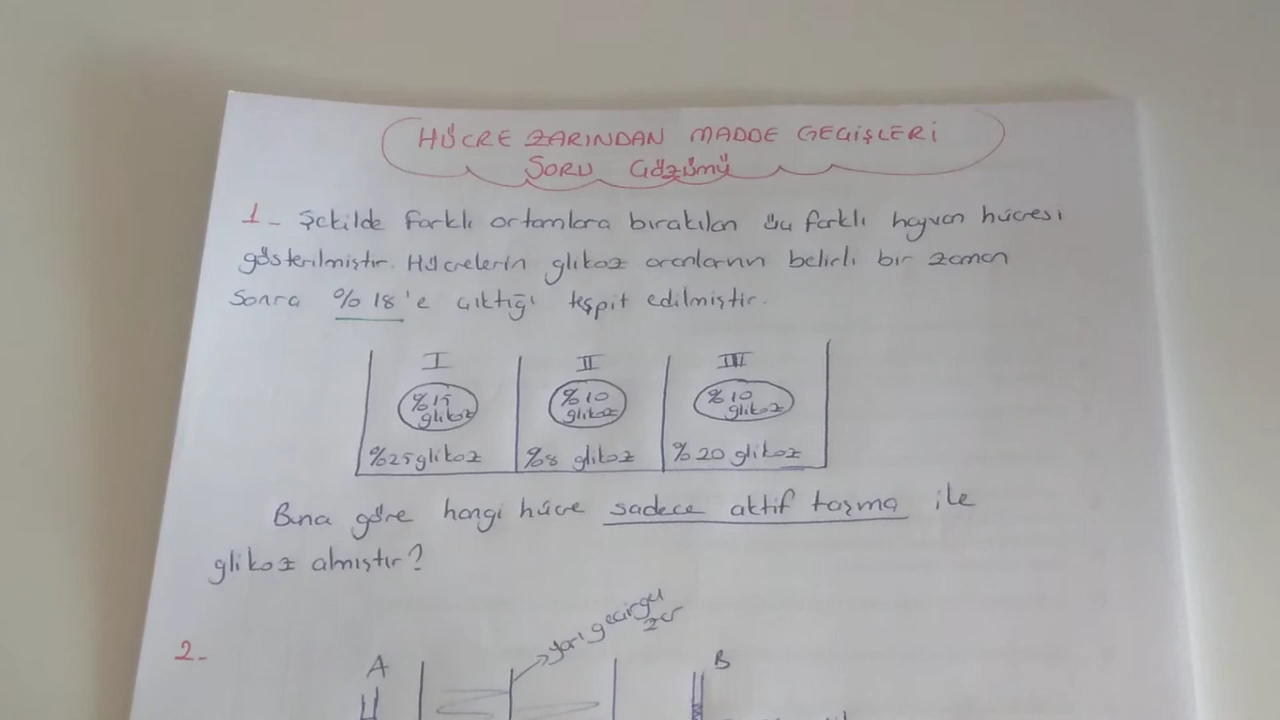 HÜCRE ZARINDAN MADDE GEÇİŞLERİ
SORU ÇÖZÜMÜ
1- Şekilde farklı ortamlara bırakılan üç farklı hayvan hücresi
gösterilmiştir. Hücrelerin glikoz oranlarının belirli bir zaman
sonra %18'e çıktığı tespit edilmiştir.
I II III
%15 glikoz %10 glikoz %10 glikoz
%25 glikoz %8 glikoz %20 glikoz
Buna göre hangi hücre sadece aktif taşıma ile
glikoz almıştır?
yarı geçirgen zar
2-
A B